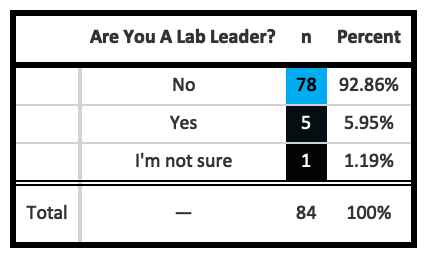 Are You A Lab Leader? n Percent
No 78 92.86%
Yes 5 5.95%
I'm not sure 1 1.19%
Total — 84 100%